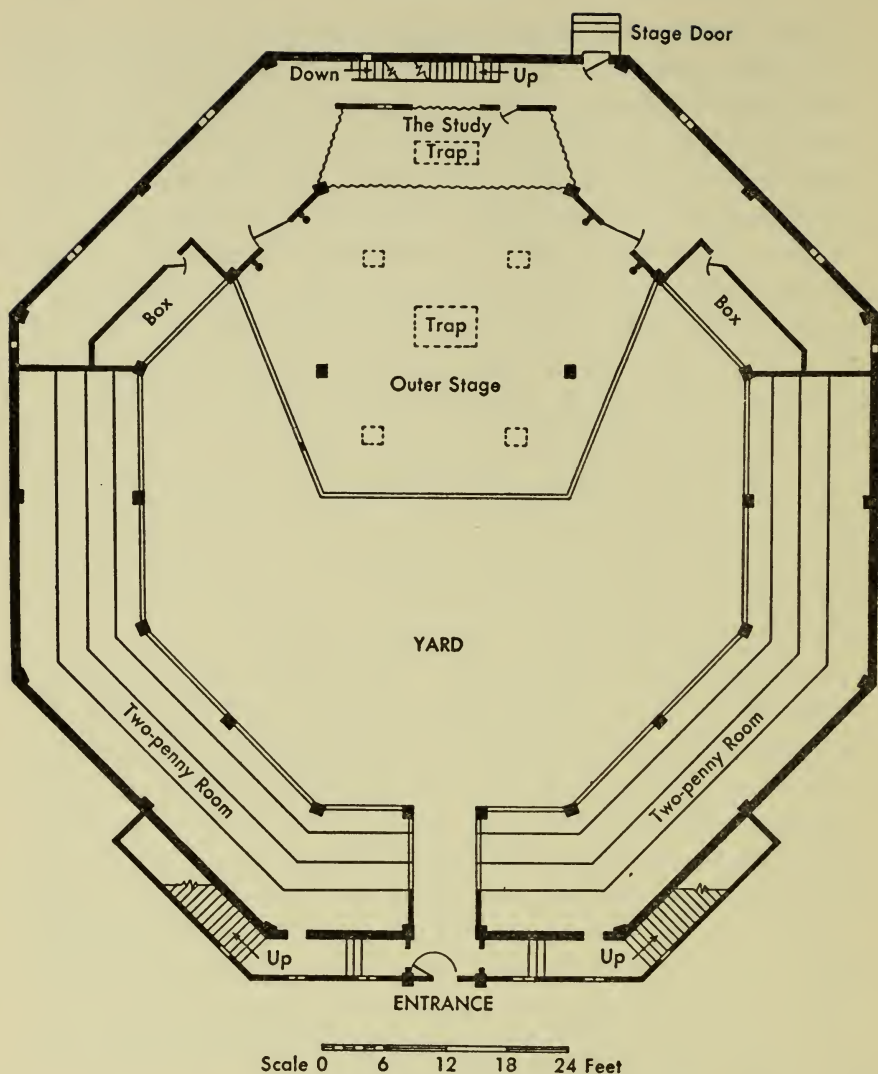 Stage Door
Down
Up
The Study
Trap
Box
Trap
Box
Outer Stage
YARD
Two-penny Room
Two-penny Room
Up
Up
ENTRANCE
Scale 0 6 12 18 24 Feet